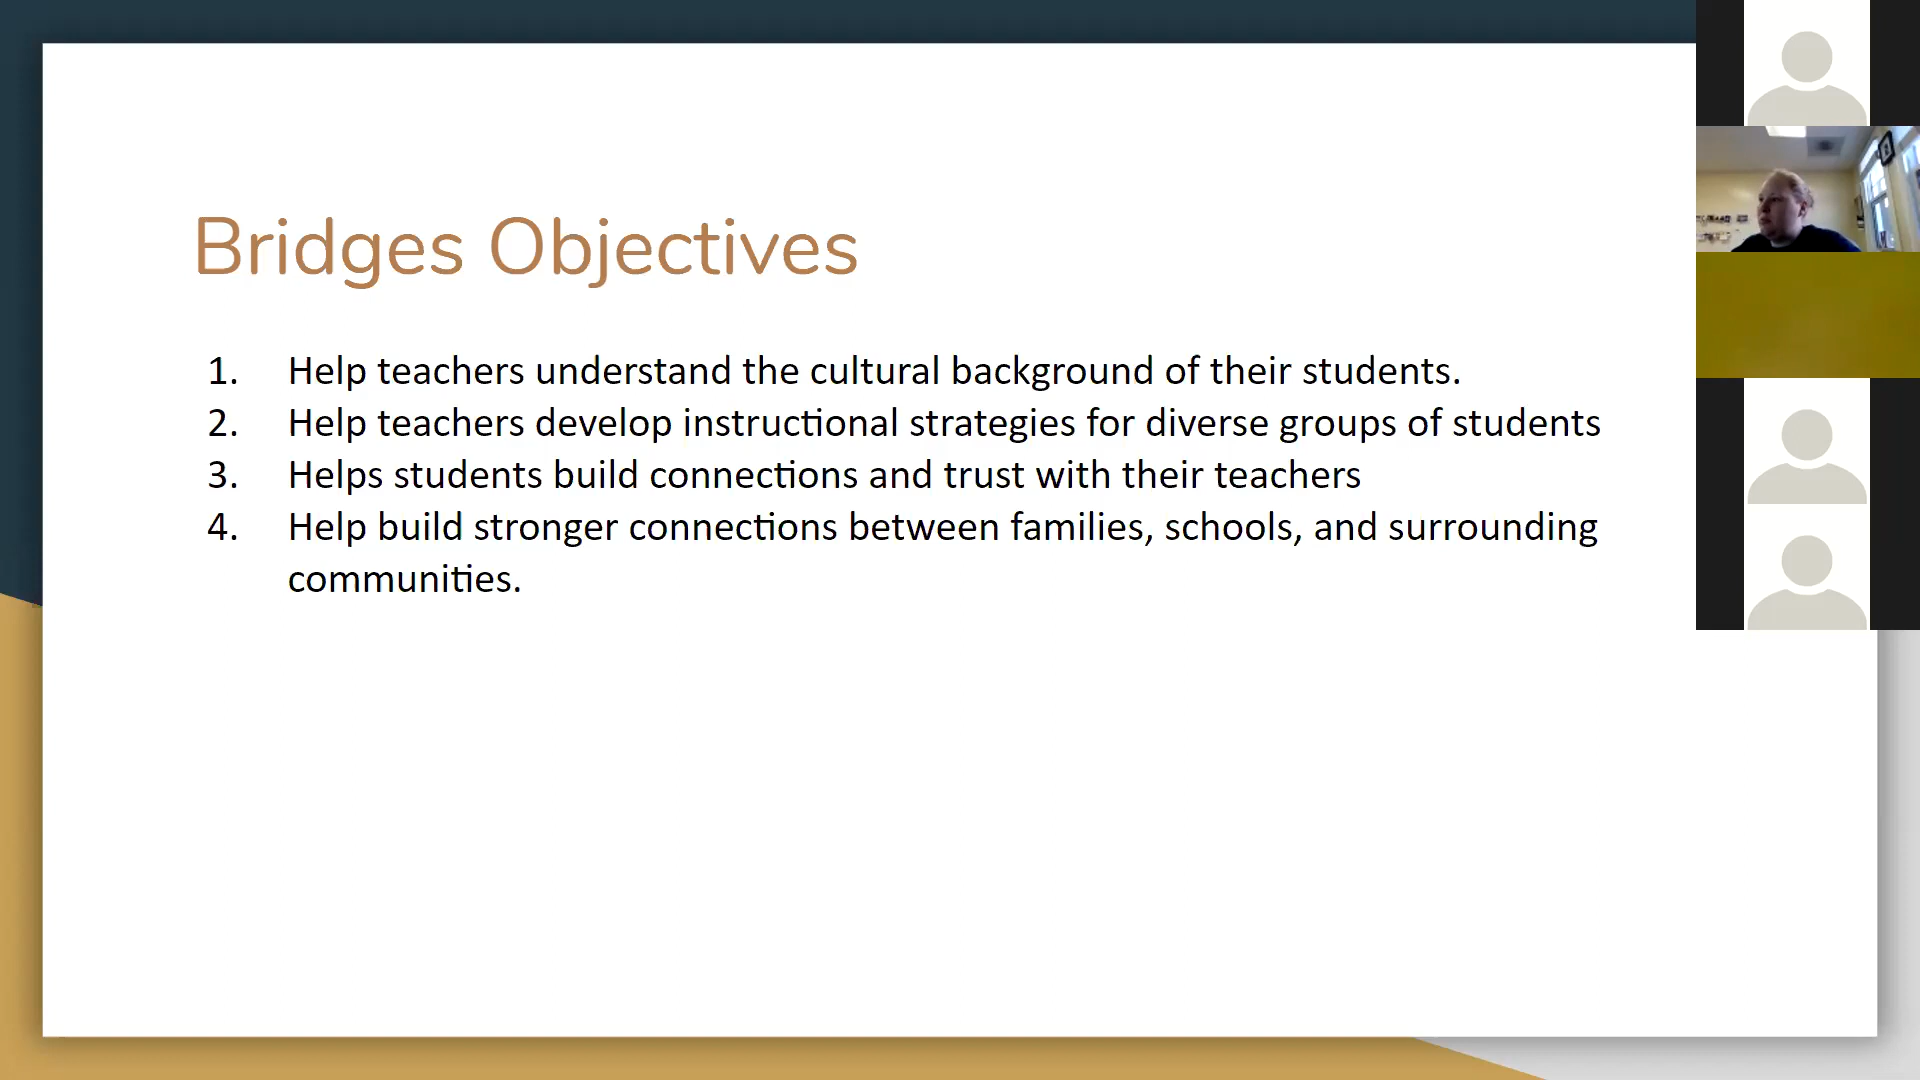 Bridges Objectives
1. Help teachers understand the cultural background of their students.
2. Help teachers develop instructional strategies for diverse groups of students
3. Helps students build connections and trust with their teachers
4. Help build stronger connections between families, schools, and surrounding
communities.